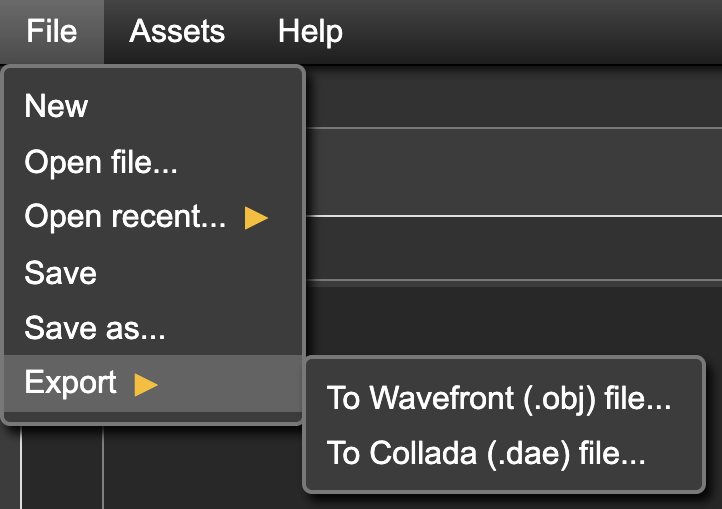 File Assets Help
New
Open file...
Open recent...
Save
Save as...
Export
To Wavefront (.obj) file...
To Collada (.dae) file...